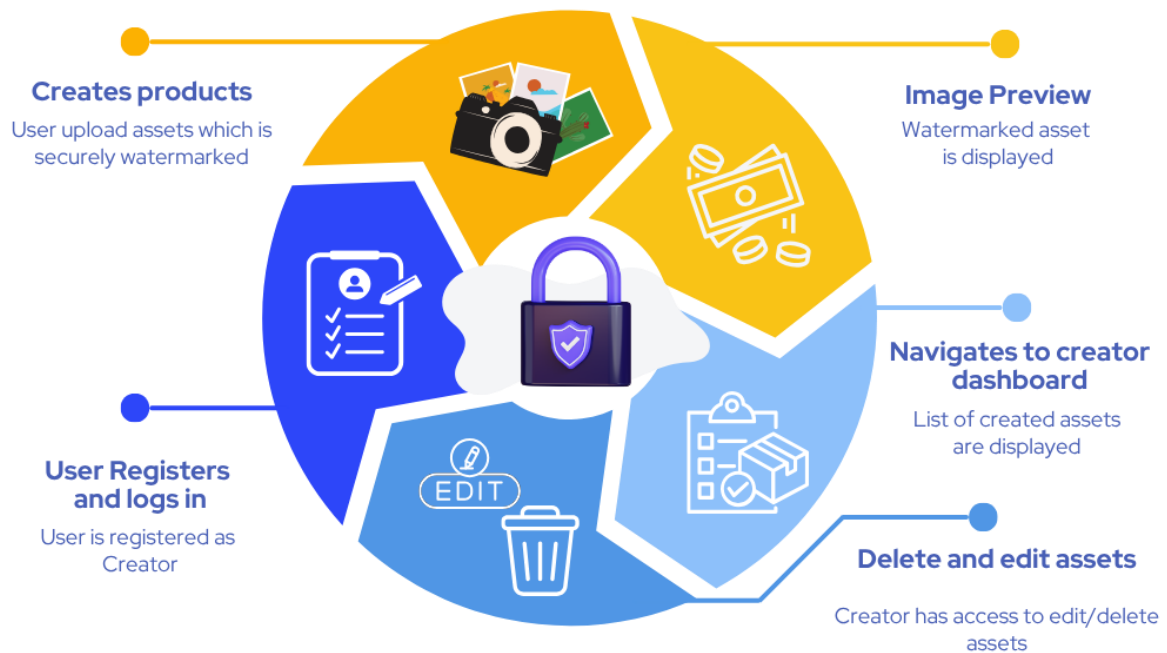 Creates products
User upload assets which is
securely watermarked
Image Preview
Watermarked asset
is displayed
Navigates to creator
dashboard
List of created assets
are displayed
User Registers
and logs in
User is registered as
Creator
EDIT
Delete and edit assets
Creator has access to edit/delete
assets